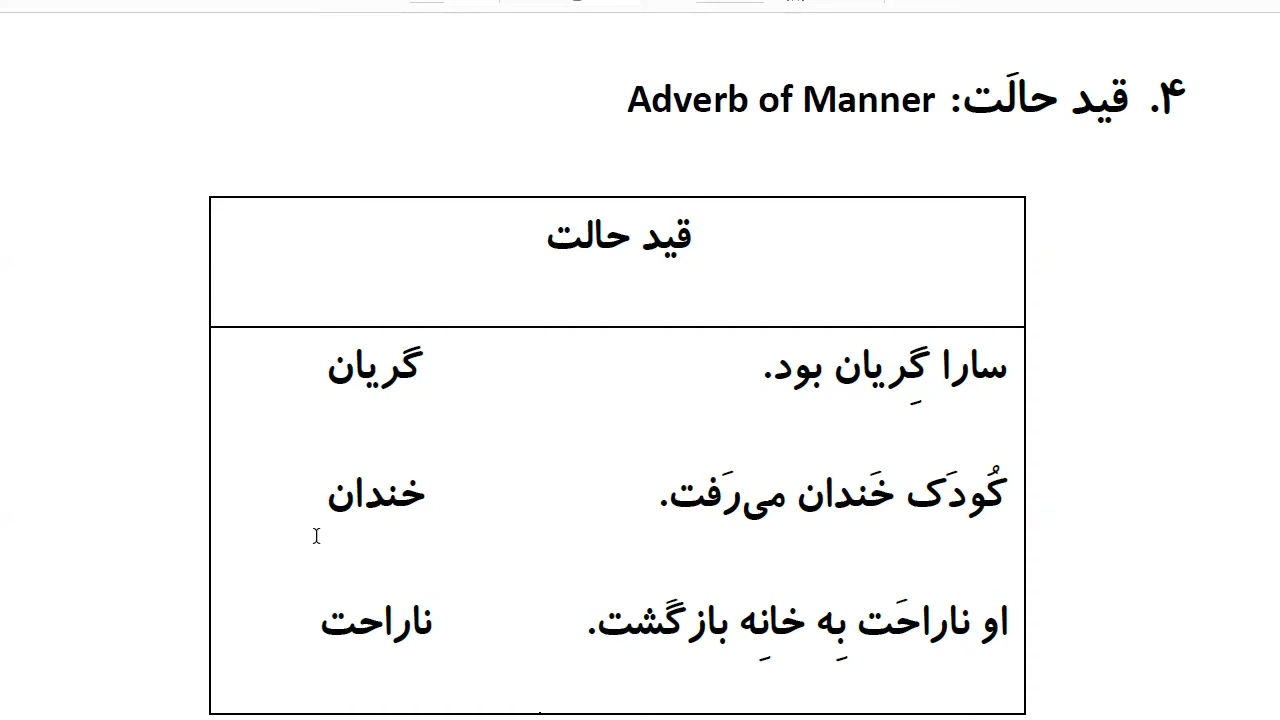 ۴. قید حالَت: Adverb of Manner
قید حالت
سارا گِریان بود. گریان
کُودَک خَندان می‌رَفت. خندان
او ناراحَت بِه خانِه بازگَشت. ناراحت